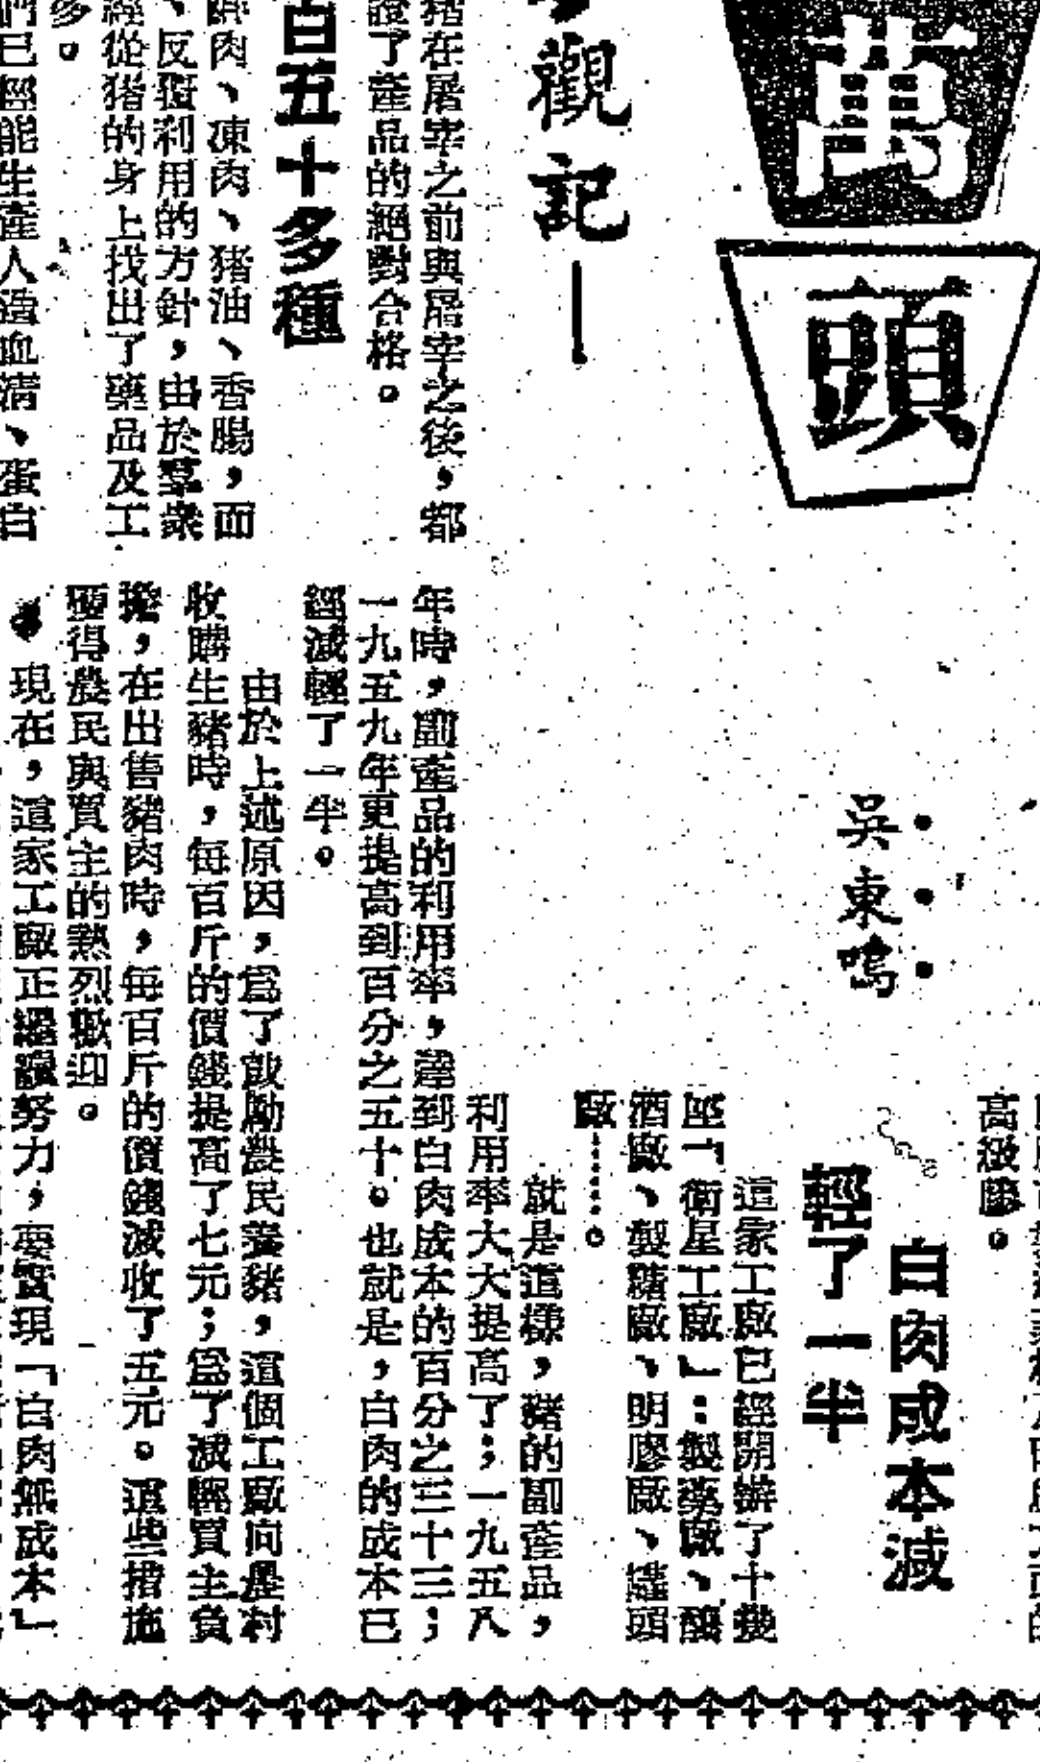 萬
頭
觀記——
吳東鳴
猪在屠宰之前與屠宰之後，都
證了產品的絕對合格。
百五十多種
肉、凍肉、猪油、香腸，而
、反覆利用的方針，由於羣衆
經從猪的身上找出了藥品及工
多。
們已經能生產人造血清、蛋白
高級膠。
白肉成本減
輕了一半
這家工廠已經開辦了十幾
座「衛星工廠」：製藥廠、釀
酒廠、製糖廠、明膠廠、罐頭
廠……。
就是這樣，猪的副產品，
利用率大大提高了；一九五八
年時，副產品的利用率，達到白肉成本的百分之三十三；
一九五九年更提高到百分之五十。也就是，白肉的成本已
經減輕了一半。
由於上述原因，爲了鼓勵農民養豬，這個工廠向農村
收購生豬時，每百斤的價錢提高了七元；爲了減輕買主負
擔，在出售豬肉時，每百斤的價錢減收了五元。這些措施
獲得農民與買主的熱烈歡迎。
現在，這家工廠正繼續努力，要實現「白肉無成本」